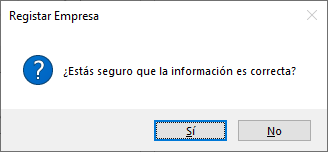 Registar Empresa
¿Estás seguro que la información es correcta?
Sí
No